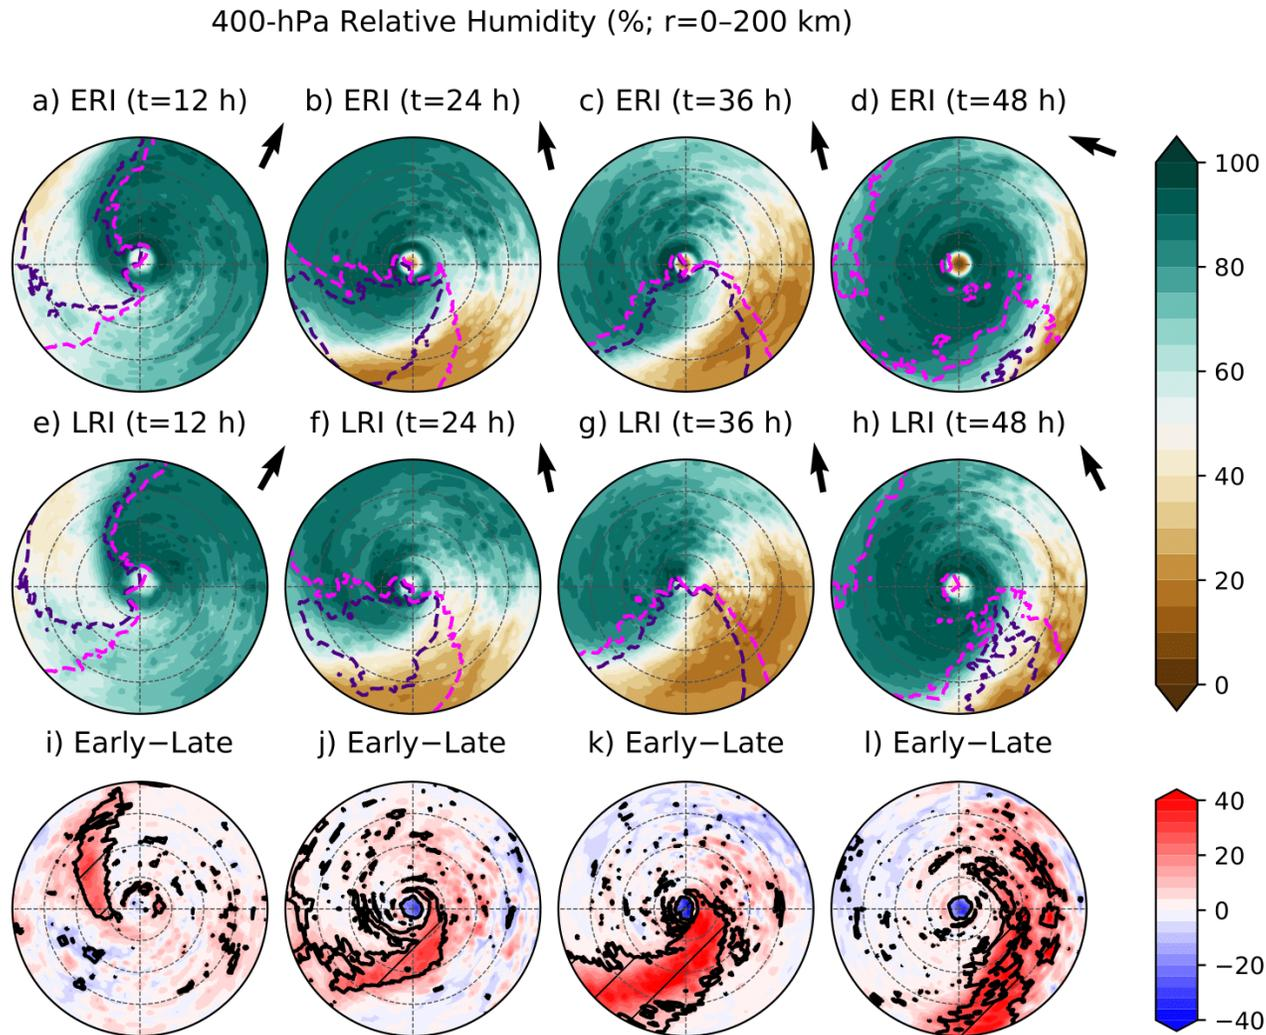 400-hPa Relative Humidity (%; r=0–200 km)
a) ERI (t=12 h)
b) ERI (t=24 h)
c) ERI (t=36 h)
d) ERI (t=48 h)
100
80
60
40
20
0
e) LRI (t=12 h)
f) LRI (t=24 h)
g) LRI (t=36 h)
h) LRI (t=48 h)
i) Early−Late
j) Early−Late
k) Early−Late
l) Early−Late
40
20
0
−20
−40